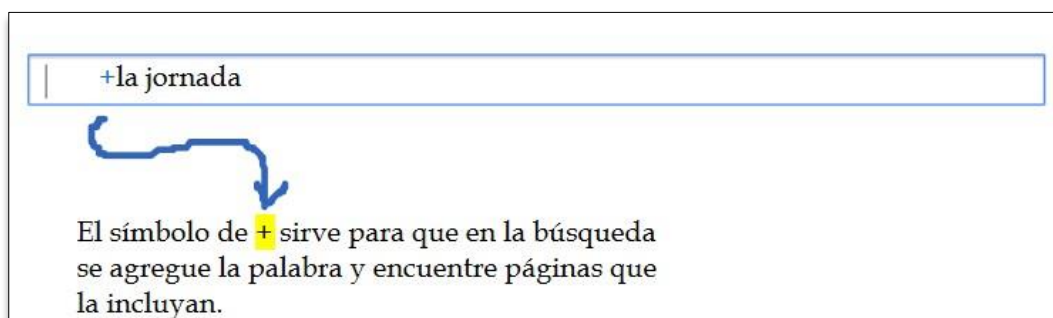 +la jornada
El símbolo de + sirve para que en la búsqueda
se agregue la palabra y encuentre páginas que
la incluyan.